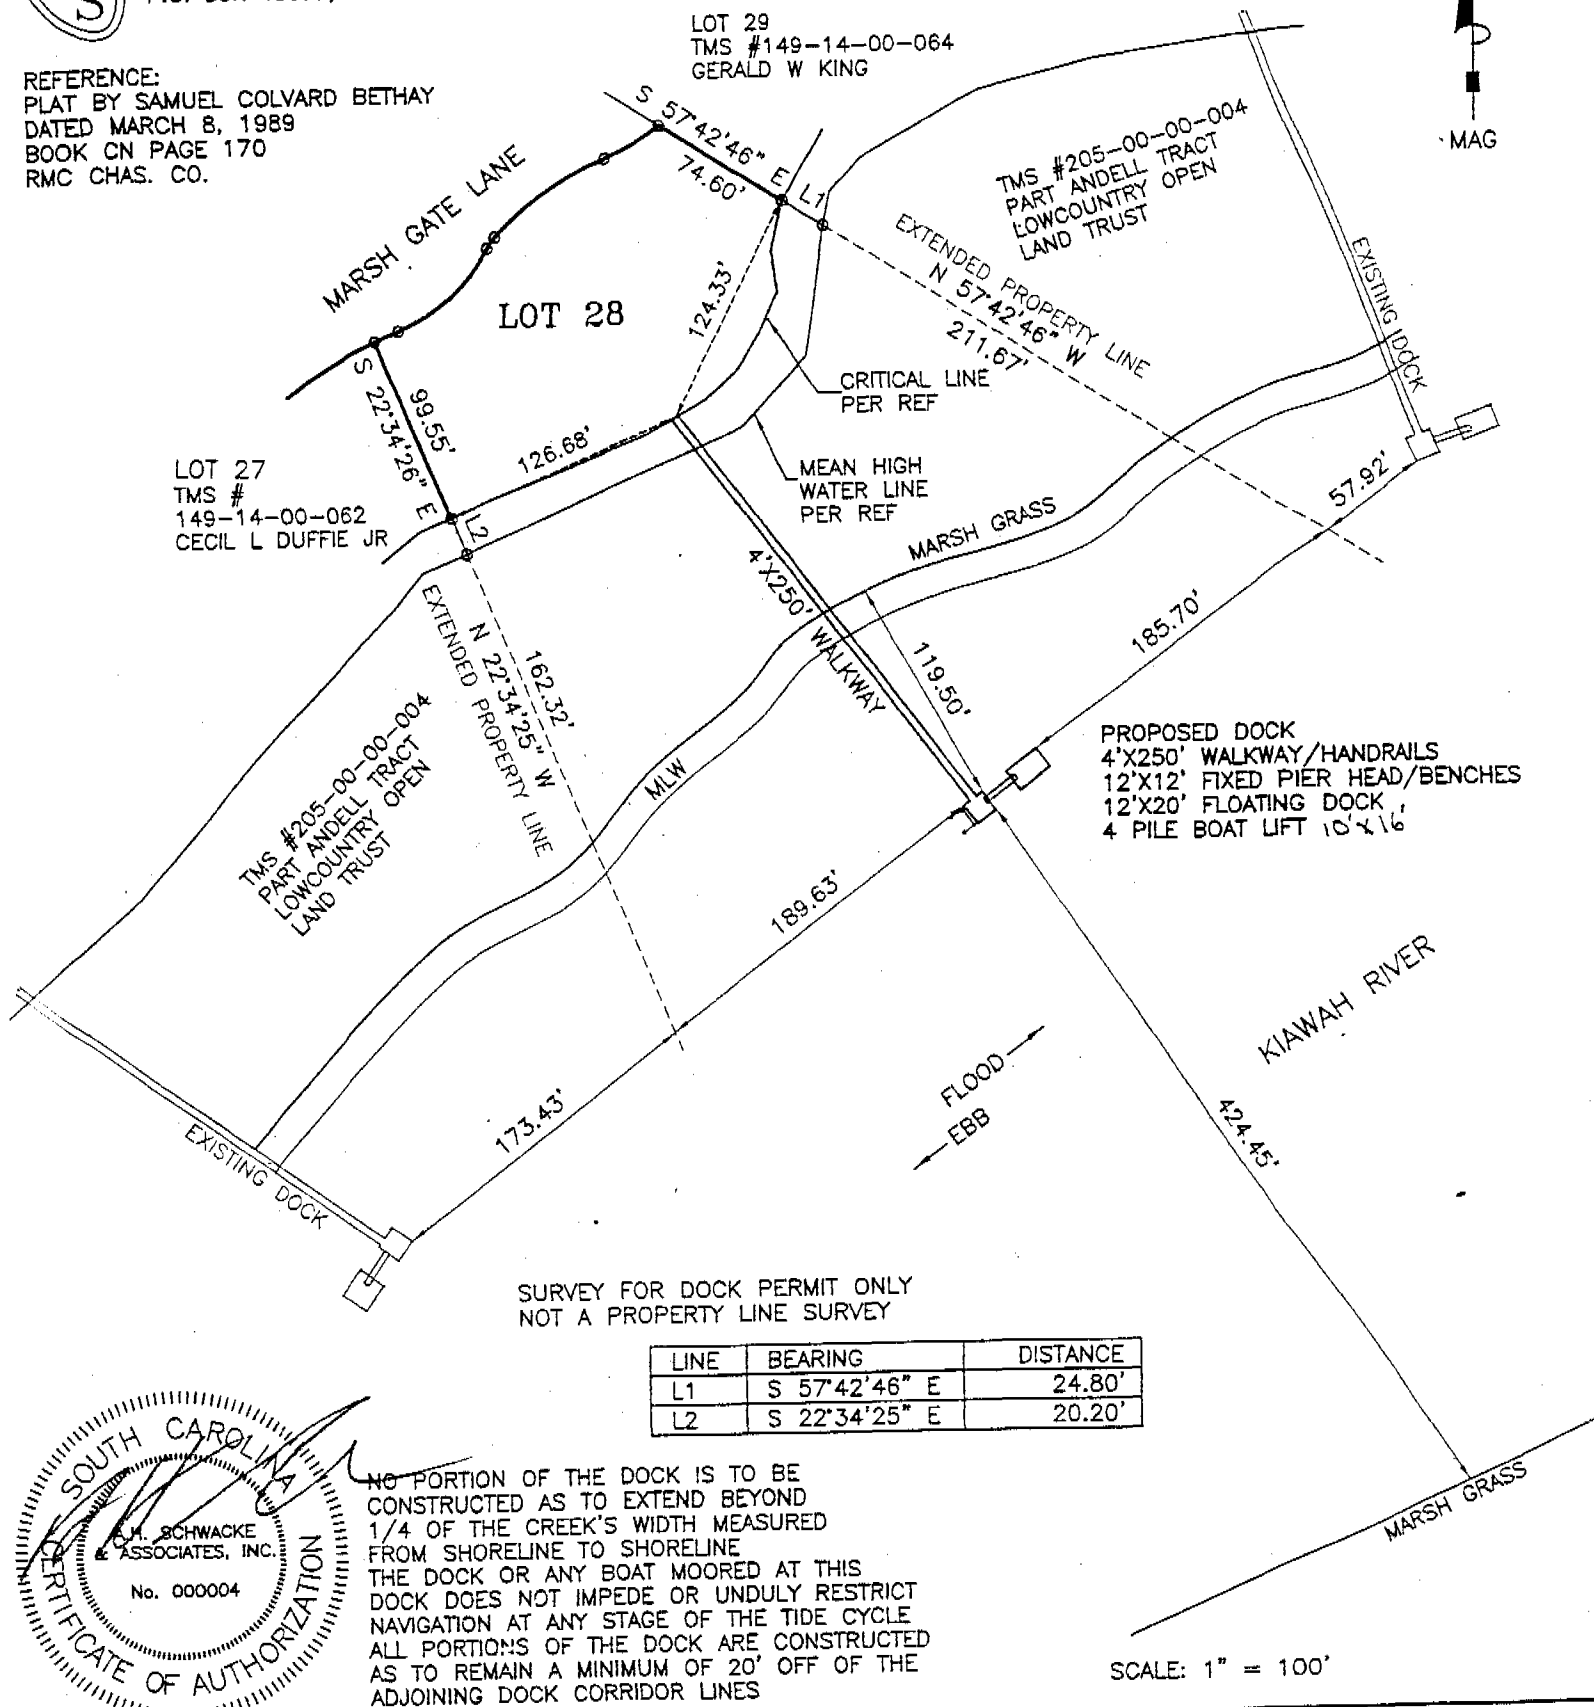 S
LOT 29
TMS #149-14-00-064
GERALD W KING
REFERENCE:
PLAT BY SAMUEL COLVARD BETHAY
DATED MARCH 8, 1989
BOOK CN PAGE 170
RMC CHAS. CO.
MAG
S 57°42'46" E
74.60'
L1
TMS #205-00-00-004
PART ANDELL TRACT
LOWCOUNTRY OPEN
LAND TRUST
MARSH GATE LANE
LOT 28
124.33'
EXTENDED PROPERTY LINE
N 57°42'46" W
211.67'
EXISTING DOCK
CRITICAL LINE
PER REF
S 22°34'26" E
99.55'
126.68'
L2
LOT 27
TMS #
149-14-00-062
CECIL L DUFFIE JR
MEAN HIGH
WATER LINE
PER REF
MARSH GRASS
57.92'
4'X250' WALKWAY
119.50'
185.70'
162.32'
N 22°34'25" W
EXTENDED PROPERTY LINE
TMS #205-00-00-004
PART ANDELL TRACT
LOWCOUNTRY OPEN
LAND TRUST
MLW
PROPOSED DOCK
4'X250' WALKWAY/HANDRAILS
12'X12' FIXED PIER HEAD/BENCHES
12'X20' FLOATING DOCK
4 PILE BOAT LIFT 10'X16'
189.63'
KIAWAH RIVER
FLOOD
EBB
173.43'
424.45'
EXISTING DOCK
SURVEY FOR DOCK PERMIT ONLY
NOT A PROPERTY LINE SURVEY
LINE BEARING DISTANCE
L1 S 57°42'46" E 24.80'
L2 S 22°34'25" E 20.20'
MARSH GRASS
SOUTH CAROLINA
SCHWACKE
& ASSOCIATES, INC.
No. 000004
CERTIFICATE OF AUTHORIZATION
NO PORTION OF THE DOCK IS TO BE
CONSTRUCTED AS TO EXTEND BEYOND
1/4 OF THE CREEK'S WIDTH MEASURED
FROM SHORELINE TO SHORELINE
THE DOCK OR ANY BOAT MOORED AT THIS
DOCK DOES NOT IMPEDE OR UNDULY RESTRICT
NAVIGATION AT ANY STAGE OF THE TIDE CYCLE
ALL PORTIONS OF THE DOCK ARE CONSTRUCTED
AS TO REMAIN A MINIMUM OF 20' OFF OF THE
ADJOINING DOCK CORRIDOR LINES
SCALE: 1" = 100'